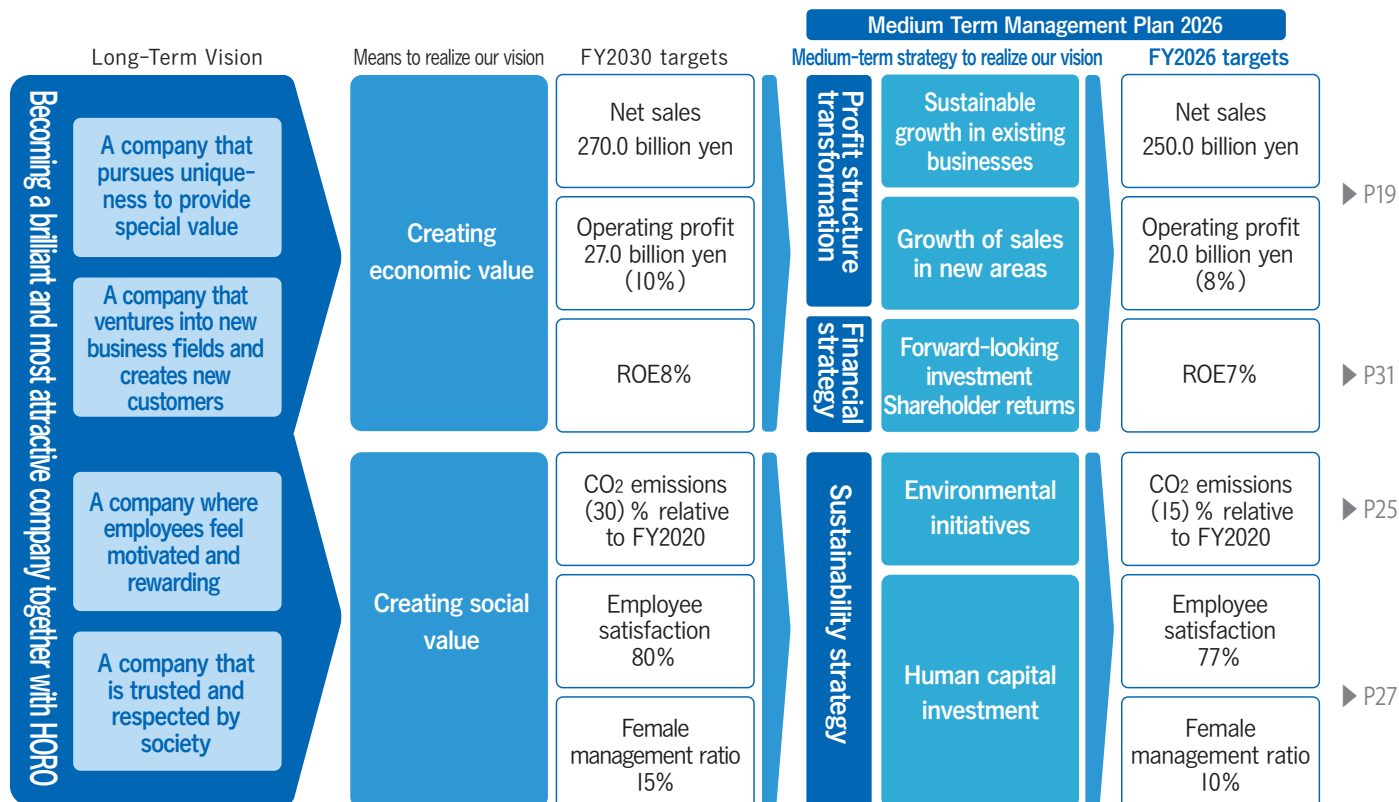 Medium Term Management Plan 2026
Long-Term Vision
Means to realize our vision
FY2030 targets
Medium-term strategy to realize our vision
FY2026 targets
Becoming a brilliant and most attractive company together with HORO
A company that
pursues unique-
ness to provide
special value
A company that
ventures into new
business fields and
creates new
customers
A company where
employees feel
motivated and
rewarding
A company that
is trusted and
respected by
society
Creating
economic value
Net sales
270.0 billion yen
Operating profit
27.0 billion yen
(10%)
ROE8%
Profit structure
transformation
Sustainable
growth in existing
businesses
Growth of sales
in new areas
Financial
strategy
Forward-looking
investment
Shareholder returns
Net sales
250.0 billion yen
Operating profit
20.0 billion yen
(8%)
ROE7%
▶ P19
▶ P31
Creating social
value
CO2 emissions
(30) % relative
to FY2020
Employee
satisfaction
80%
Female
management ratio
15%
Sustainability strategy
Environmental
initiatives
Human capital
investment
CO2 emissions
(15) % relative
to FY2020
Employee
satisfaction
77%
Female
management ratio
10%
▶ P25
▶ P27